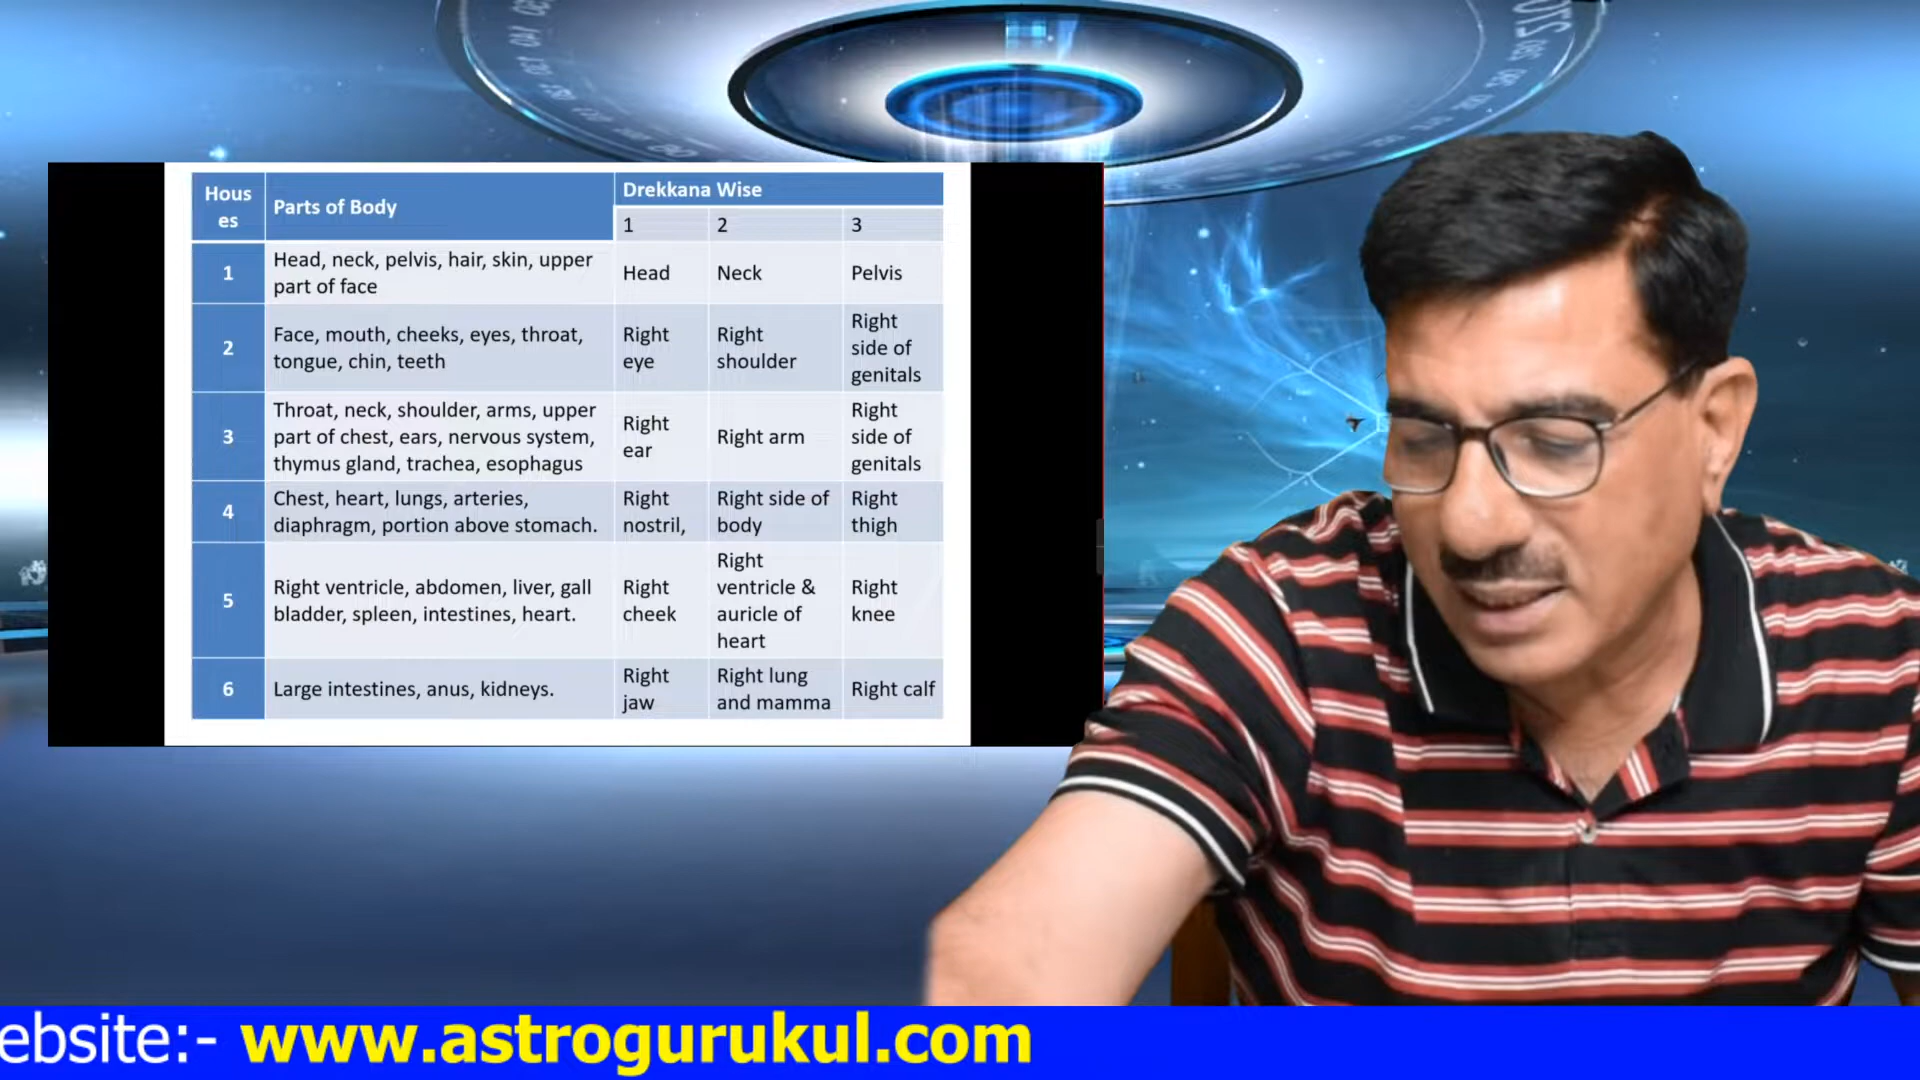 Hous
es
Parts of Body
Drekkana Wise
1
2
3
1
Head, neck, pelvis, hair, skin, upper
part of face
Head
Neck
Pelvis
2
Face, mouth, cheeks, eyes, throat,
tongue, chin, teeth
Right
eye
Right
shoulder
Right
side of
genitals
3
Throat, neck, shoulder, arms, upper
part of chest, ears, nervous system,
thymus gland, trachea, esophagus
Right
ear
Right arm
Right
side of
genitals
4
Chest, heart, lungs, arteries,
diaphragm, portion above stomach.
Right
nostril,
Right side of
body
Right
thigh
5
Right ventricle, abdomen, liver, gall
bladder, spleen, intestines, heart.
Right
cheek
Right
ventricle &
auricle of
heart
Right
knee
6
Large intestines, anus, kidneys.
Right
jaw
Right lung
and mamma
Right calf
ebsite:- www.astrogurukul.com